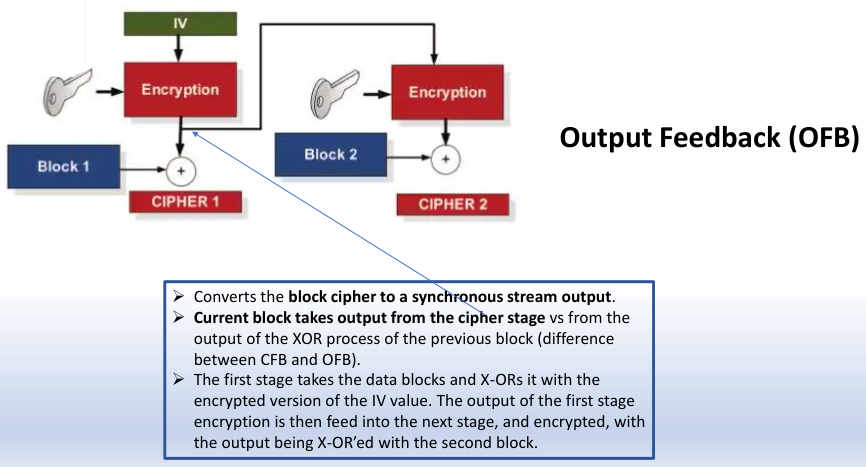 IV
Encryption
Encryption
Output Feedback (OFB)
Block 1
+
Block 2
+
CIPHER 1
CIPHER 2
➢ Converts the block cipher to a synchronous stream output.
➢ Current block takes output from the cipher stage vs from the
output of the XOR process of the previous block (difference
between CFB and OFB).
➢ The first stage takes the data blocks and X-ORs it with the
encrypted version of the IV value. The output of the first stage
encryption is then feed into the next stage, and encrypted, with
the output being X-OR’ed with the second block.